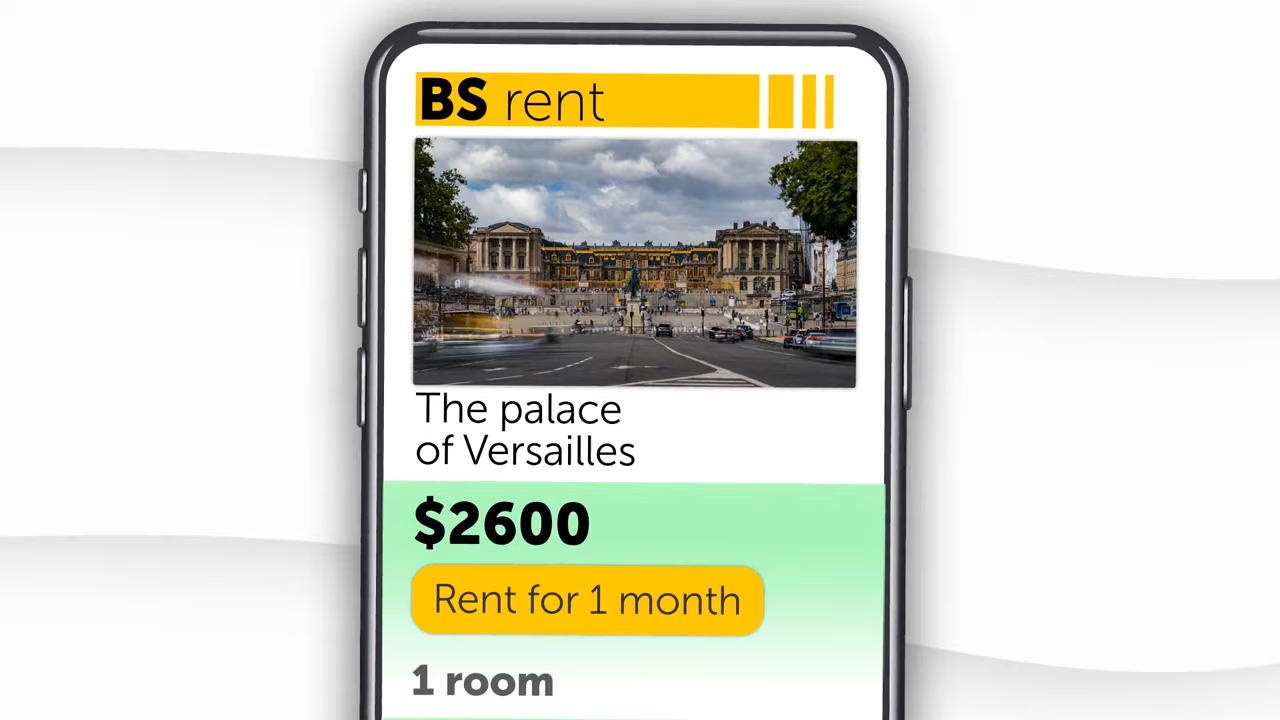 BS rent
The palace
of Versailles
$2600
Rent for 1 month
1 room